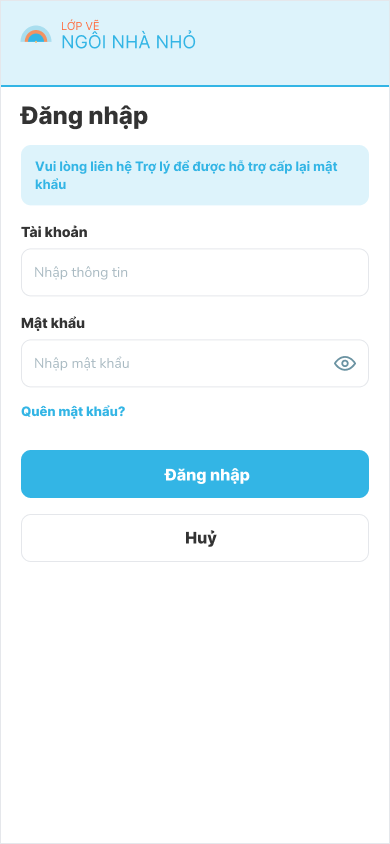 LỚP VẼ
NGÔI NHÀ NHỎ
Đăng nhập
Vui lòng liên hệ Trợ lý để được hỗ trợ cấp lại mật
khẩu
Tài khoản
Nhập thông tin
Mật khẩu
Nhập mật khẩu
Quên mật khẩu?
Đăng nhập
Huỷ